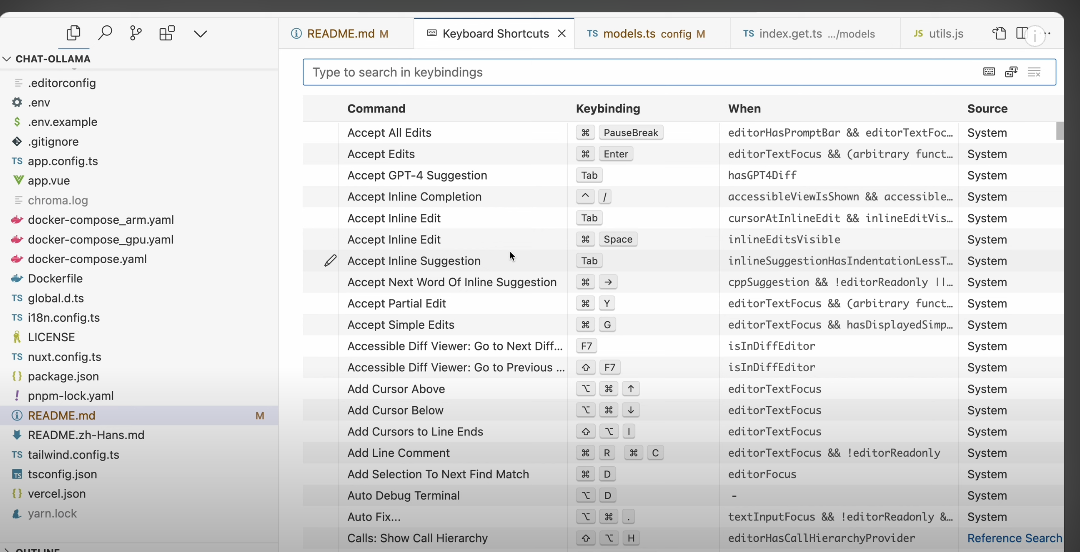 README.md M
Keyboard Shortcuts
TS models.ts config M
TS index.get.ts .../models
JS utils.js
CHAT-OLLAMA
.editorconfig
.env
$ .env.example
.gitignore
TS app.config.ts
app.vue
chroma.log
docker-compose_arm.yaml
docker-compose_gpu.yaml
docker-compose.yaml
Dockerfile
TS global.d.ts
TS i18n.config.ts
LICENSE
TS nuxt.config.ts
{} package.json
! pnpm-lock.yaml
README.md M
README.zh-Hans.md
TS tailwind.config.ts
TS tsconfig.json
{} vercel.json
yarn.lock
Type to search in keybindings
Command Keybinding When Source
Accept All Edits ⌘ PauseBreak editorHasPromptBar && editorTextFoc… System
Accept Edits ⌘ Enter editorTextFocus && (arbitrary funct… System
Accept GPT-4 Suggestion Tab hasGPT4Diff System
Accept Inline Completion ^ / accessibleViewIsShown && accessible… System
Accept Inline Edit Tab cursorAtInlineEdit && inlineEditVis… System
Accept Inline Edit ⌘ Space inlineEditsVisible System
Accept Inline Suggestion Tab inlineSuggestionHasIndentationLessT… System
Accept Next Word Of Inline Suggestion ⌘ → cppSuggestion && !editorReadonly ||… System
Accept Partial Edit ⌘ Y editorTextFocus && (arbitrary funct… System
Accept Simple Edits ⌘ G editorTextFocus && hasDisplayedSimp… System
Accessible Diff Viewer: Go to Next Diff… F7 isInDiffEditor System
Accessible Diff Viewer: Go to Previous … ⇧ F7 isInDiffEditor System
Add Cursor Above ⌥ ⌘ ↑ editorTextFocus System
Add Cursor Below ⌥ ⌘ ↓ editorTextFocus System
Add Cursors to Line Ends ⇧ ⌥ I editorTextFocus System
Add Line Comment ⌘ R ⌘ C editorTextFocus && !editorReadonly System
Add Selection To Next Find Match ⌘ D editorFocus System
Auto Debug Terminal ⌥ D - System
Auto Fix... ⌥ ⌘ . textInputFocus && !editorReadonly &… System
Calls: Show Call Hierarchy ⇧ ⌥ H editorHasCallHierarchyProvider Reference Search